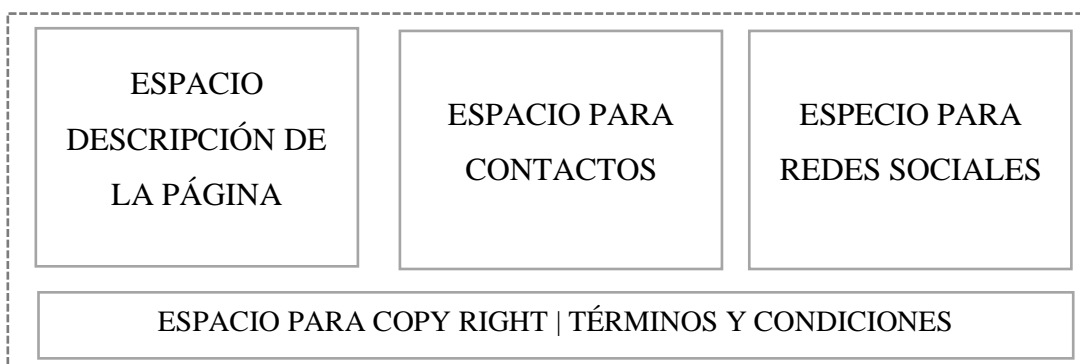 ESPACIO
DESCRIPCIÓN DE
LA PÁGINA
ESPACIO PARA
CONTACTOS
ESPECIO PARA
REDES SOCIALES
ESPACIO PARA COPY RIGHT | TÉRMINOS Y CONDICIONES